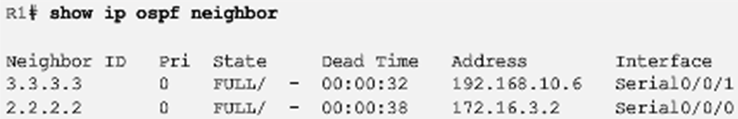 R1# show ip ospf neighbor
Neighbor ID Pri State Dead Time Address Interface
3.3.3.3 0 FULL/ - 00:00:32 192.168.10.6 Serial0/0/1
2.2.2.2 0 FULL/ - 00:00:38 172.16.3.2 Serial0/0/0